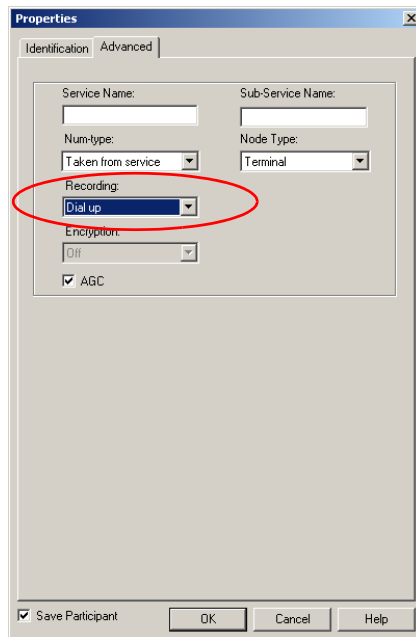 Properties
Identification Advanced
Service Name: Sub-Service Name:
Num-type: Node Type:
Taken from service Terminal
Recording:
Dial up
Encryption:
Off
AGC
Save Participant OK Cancel Help